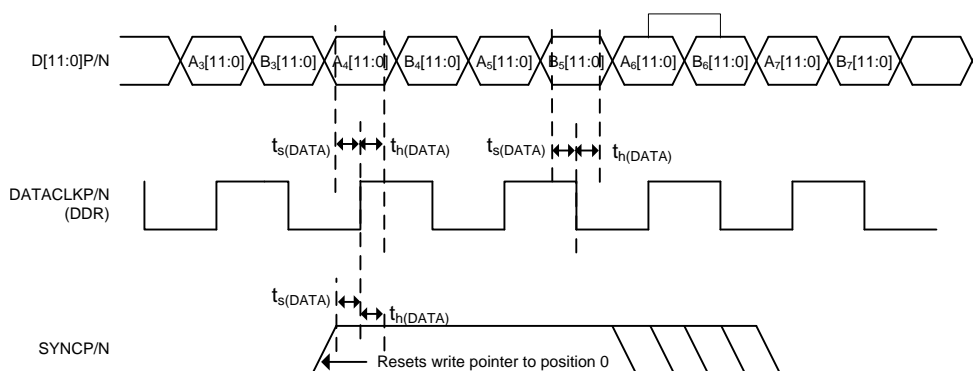 D[11:0]P/N
A3[11:0] B3[11:0] A4[11:0] B4[11:0] A5[11:0] B5[11:0] A6[11:0] B6[11:0] A7[11:0] B7[11:0]
ts(DATA) th(DATA) ts(DATA) th(DATA)
DATACLKP/N
(DDR)
ts(DATA) th(DATA)
SYNCP/N
Resets write pointer to position 0